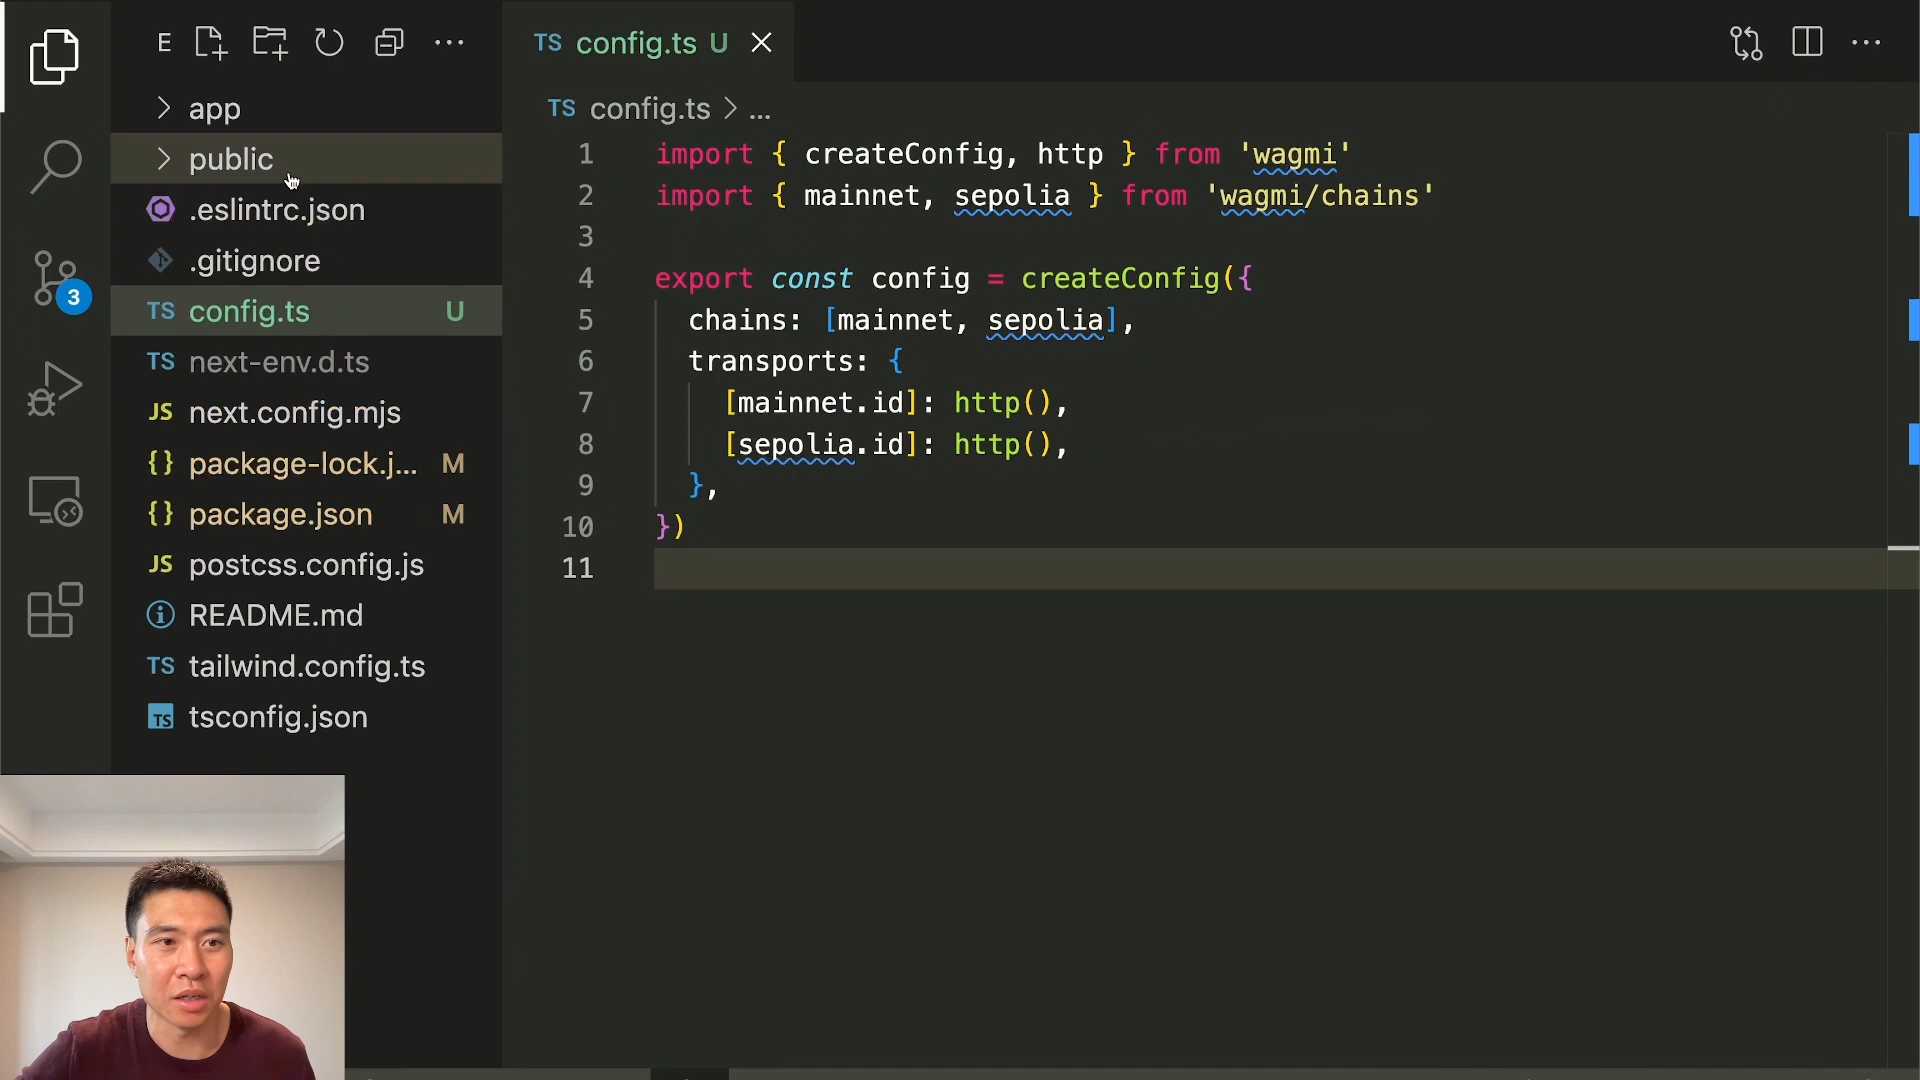 E
TS config.ts U
app
public
.eslintrc.json
.gitignore
TS config.ts U
TS next-env.d.ts
JS next.config.mjs
{} package-lock.j... M
{} package.json M
JS postcss.config.js
README.md
TS tailwind.config.ts
TS tsconfig.json
3
TS config.ts > ...
1 import { createConfig, http } from 'wagmi'
2 import { mainnet, sepolia } from 'wagmi/chains'
3
4 export const config = createConfig({
5 chains: [mainnet, sepolia],
6 transports: {
7 [mainnet.id]: http(),
8 [sepolia.id]: http(),
9 },
10 })
11